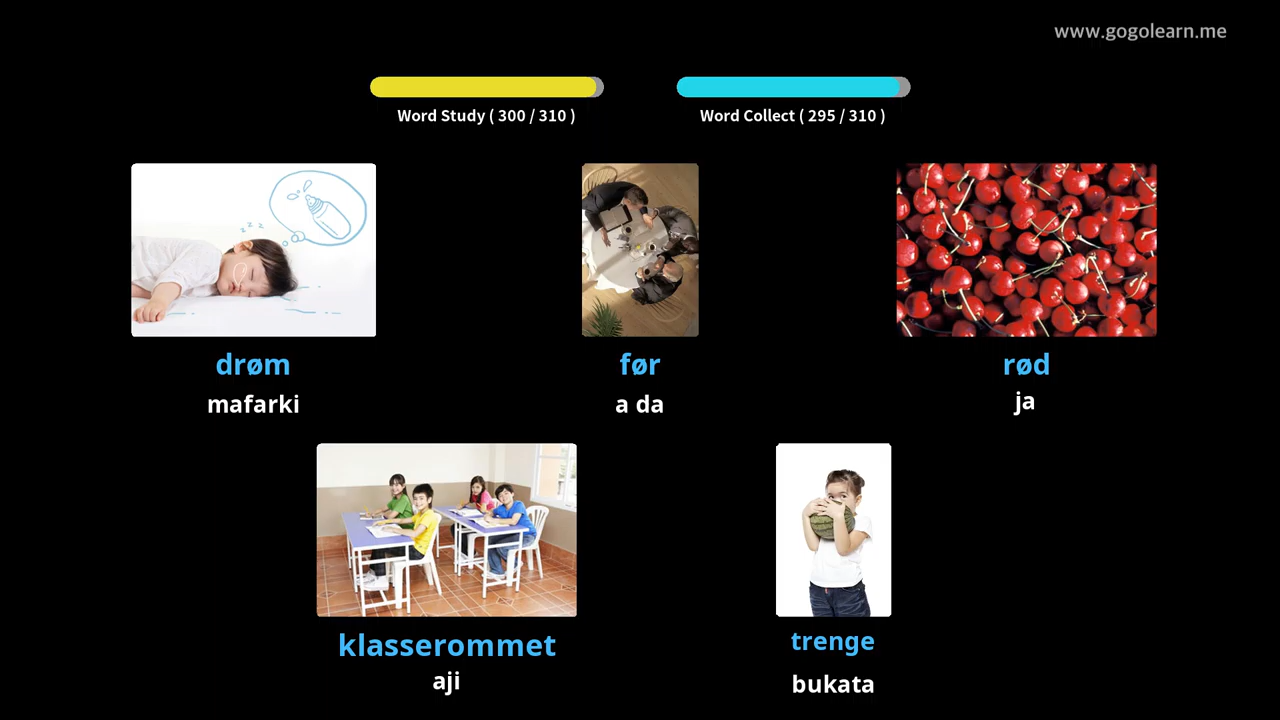 www.gogolearn.me
Word Study ( 300 / 310 )
Word Collect ( 295 / 310 )
drøm
mafarki
før
a da
rød
ja
klasserommet
aji
trenge
bukata